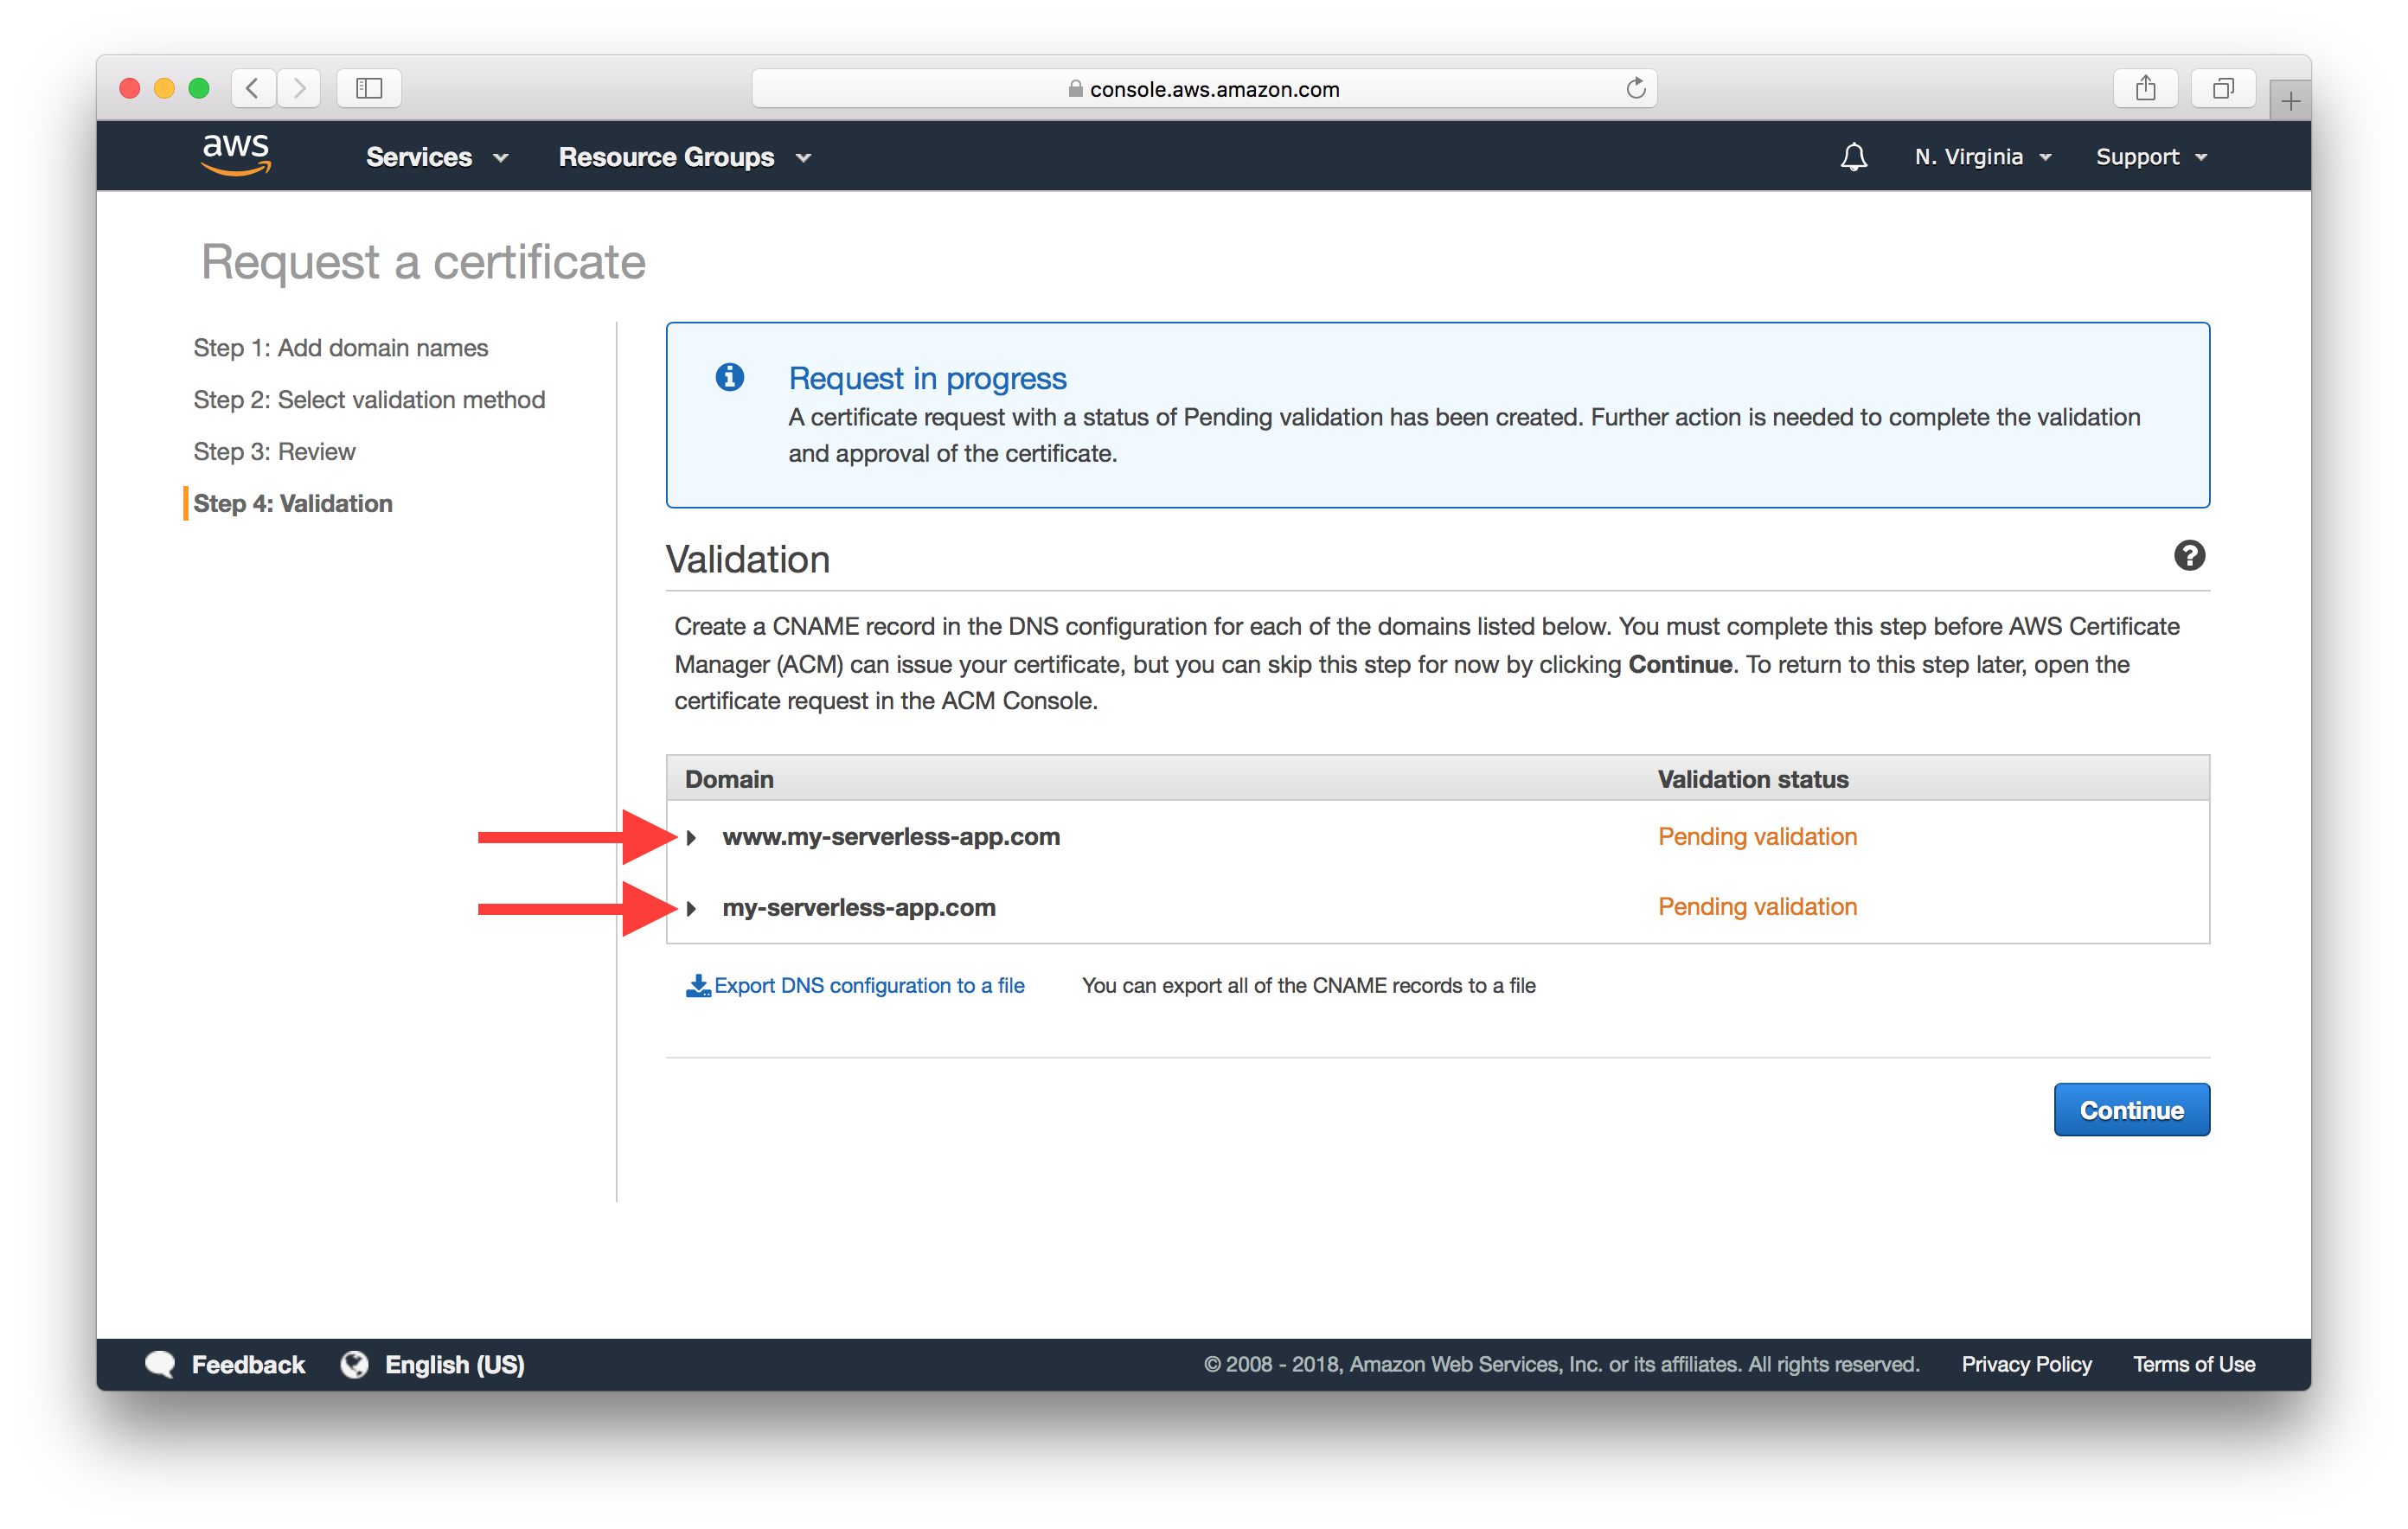 console.aws.amazon.com
aws
Services
Resource Groups
N. Virginia
Support
Request a certificate
Step 1: Add domain names
Step 2: Select validation method
Step 3: Review
Step 4: Validation
Request in progress
A certificate request with a status of Pending validation has been created. Further action is needed to complete the validation
and approval of the certificate.
Validation
Create a CNAME record in the DNS configuration for each of the domains listed below. You must complete this step before AWS Certificate
Manager (ACM) can issue your certificate, but you can skip this step for now by clicking Continue. To return to this step later, open the
certificate request in the ACM Console.
Domain Validation status
www.my-serverless-app.com Pending validation
my-serverless-app.com Pending validation
Export DNS configuration to a file You can export all of the CNAME records to a file
Continue
Feedback
English (US)
© 2008 - 2018, Amazon Web Services, Inc. or its affiliates. All rights reserved.
Privacy Policy
Terms of Use